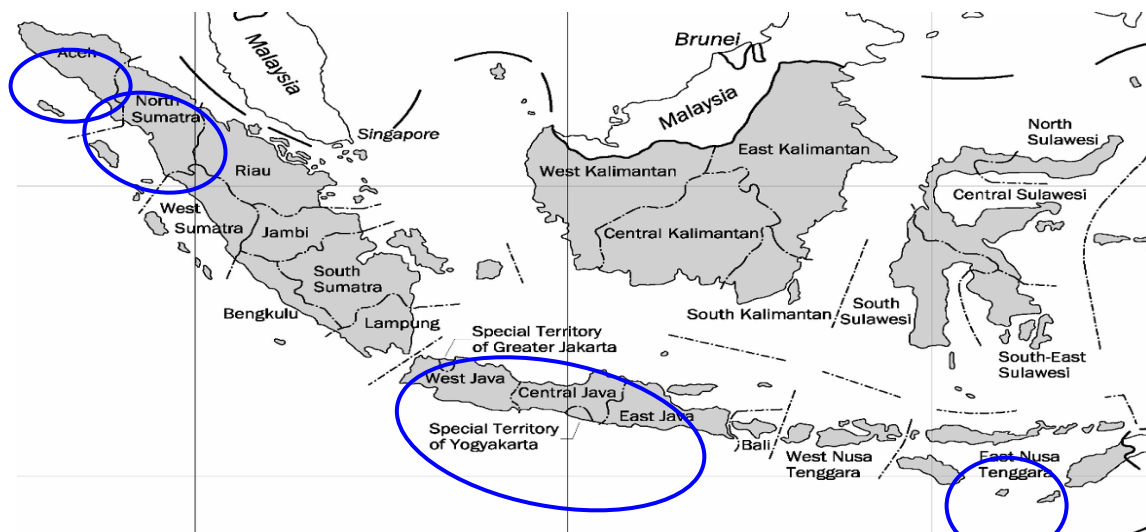 Aceh
Malaysia
Brunei
North
Sumatra
Singapore
Malaysia
North
Sulawesi
East Kalimantan
West Kalimantan
Riau
Central Sulawesi
West
Sumatra
Jambi
Central Kalimantan
South
Sumatra
Bengkulu
Lampung
South Kalimantan
South
Sulawesi
Special Territory
of Greater Jakarta
South-East
Sulawesi
West Java
Central Java
East Java
Special Territory
of Yogyakarta
Bali
West Nusa
Tenggara
East Nusa
Tenggara